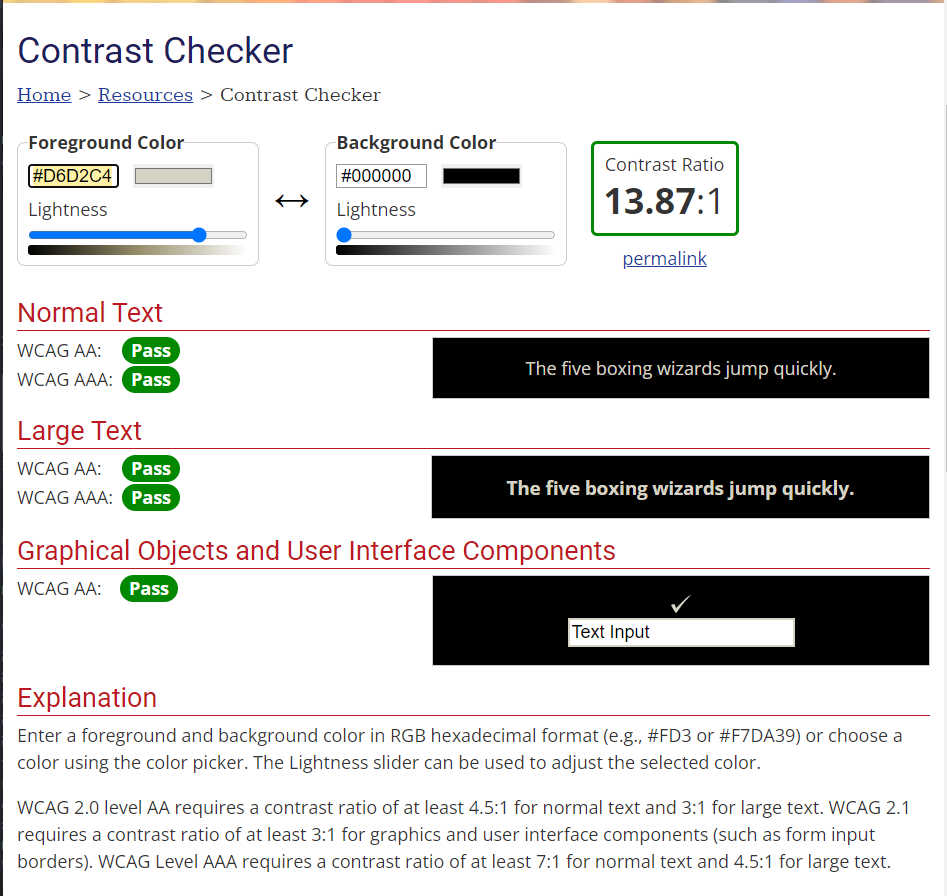 Contrast Checker
Home > Resources > Contrast Checker
Foreground Color
#D6D2C4
Lightness
↔
Background Color
#000000
Lightness
Contrast Ratio
13.87:1
permalink
Normal Text
WCAG AA: Pass
WCAG AAA: Pass
The five boxing wizards jump quickly.
Large Text
WCAG AA: Pass
WCAG AAA: Pass
The five boxing wizards jump quickly.
Graphical Objects and User Interface Components
WCAG AA: Pass
✓
Text Input
Explanation
Enter a foreground and background color in RGB hexadecimal format (e.g., #FD3 or #F7DA39) or choose a
color using the color picker. The Lightness slider can be used to adjust the selected color.
WCAG 2.0 level AA requires a contrast ratio of at least 4.5:1 for normal text and 3:1 for large text. WCAG 2.1
requires a contrast ratio of at least 3:1 for graphics and user interface components (such as form input
borders). WCAG Level AAA requires a contrast ratio of at least 7:1 for normal text and 4.5:1 for large text.